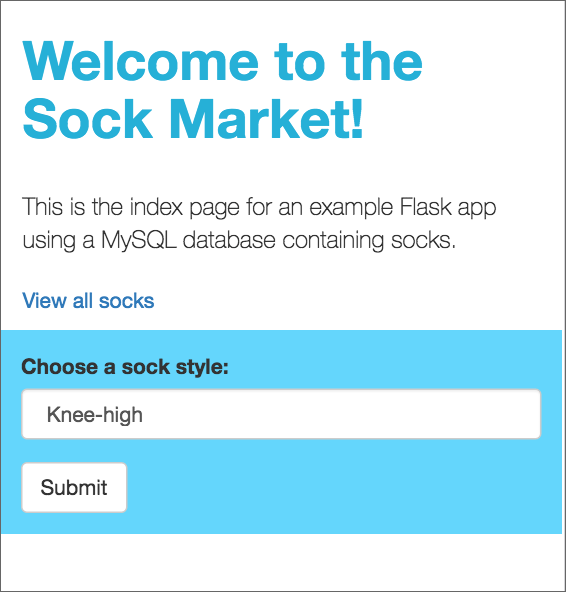 Welcome to the
Sock Market!
This is the index page for an example Flask app
using a MySQL database containing socks.
View all socks
Choose a sock style:
Knee-high
Submit